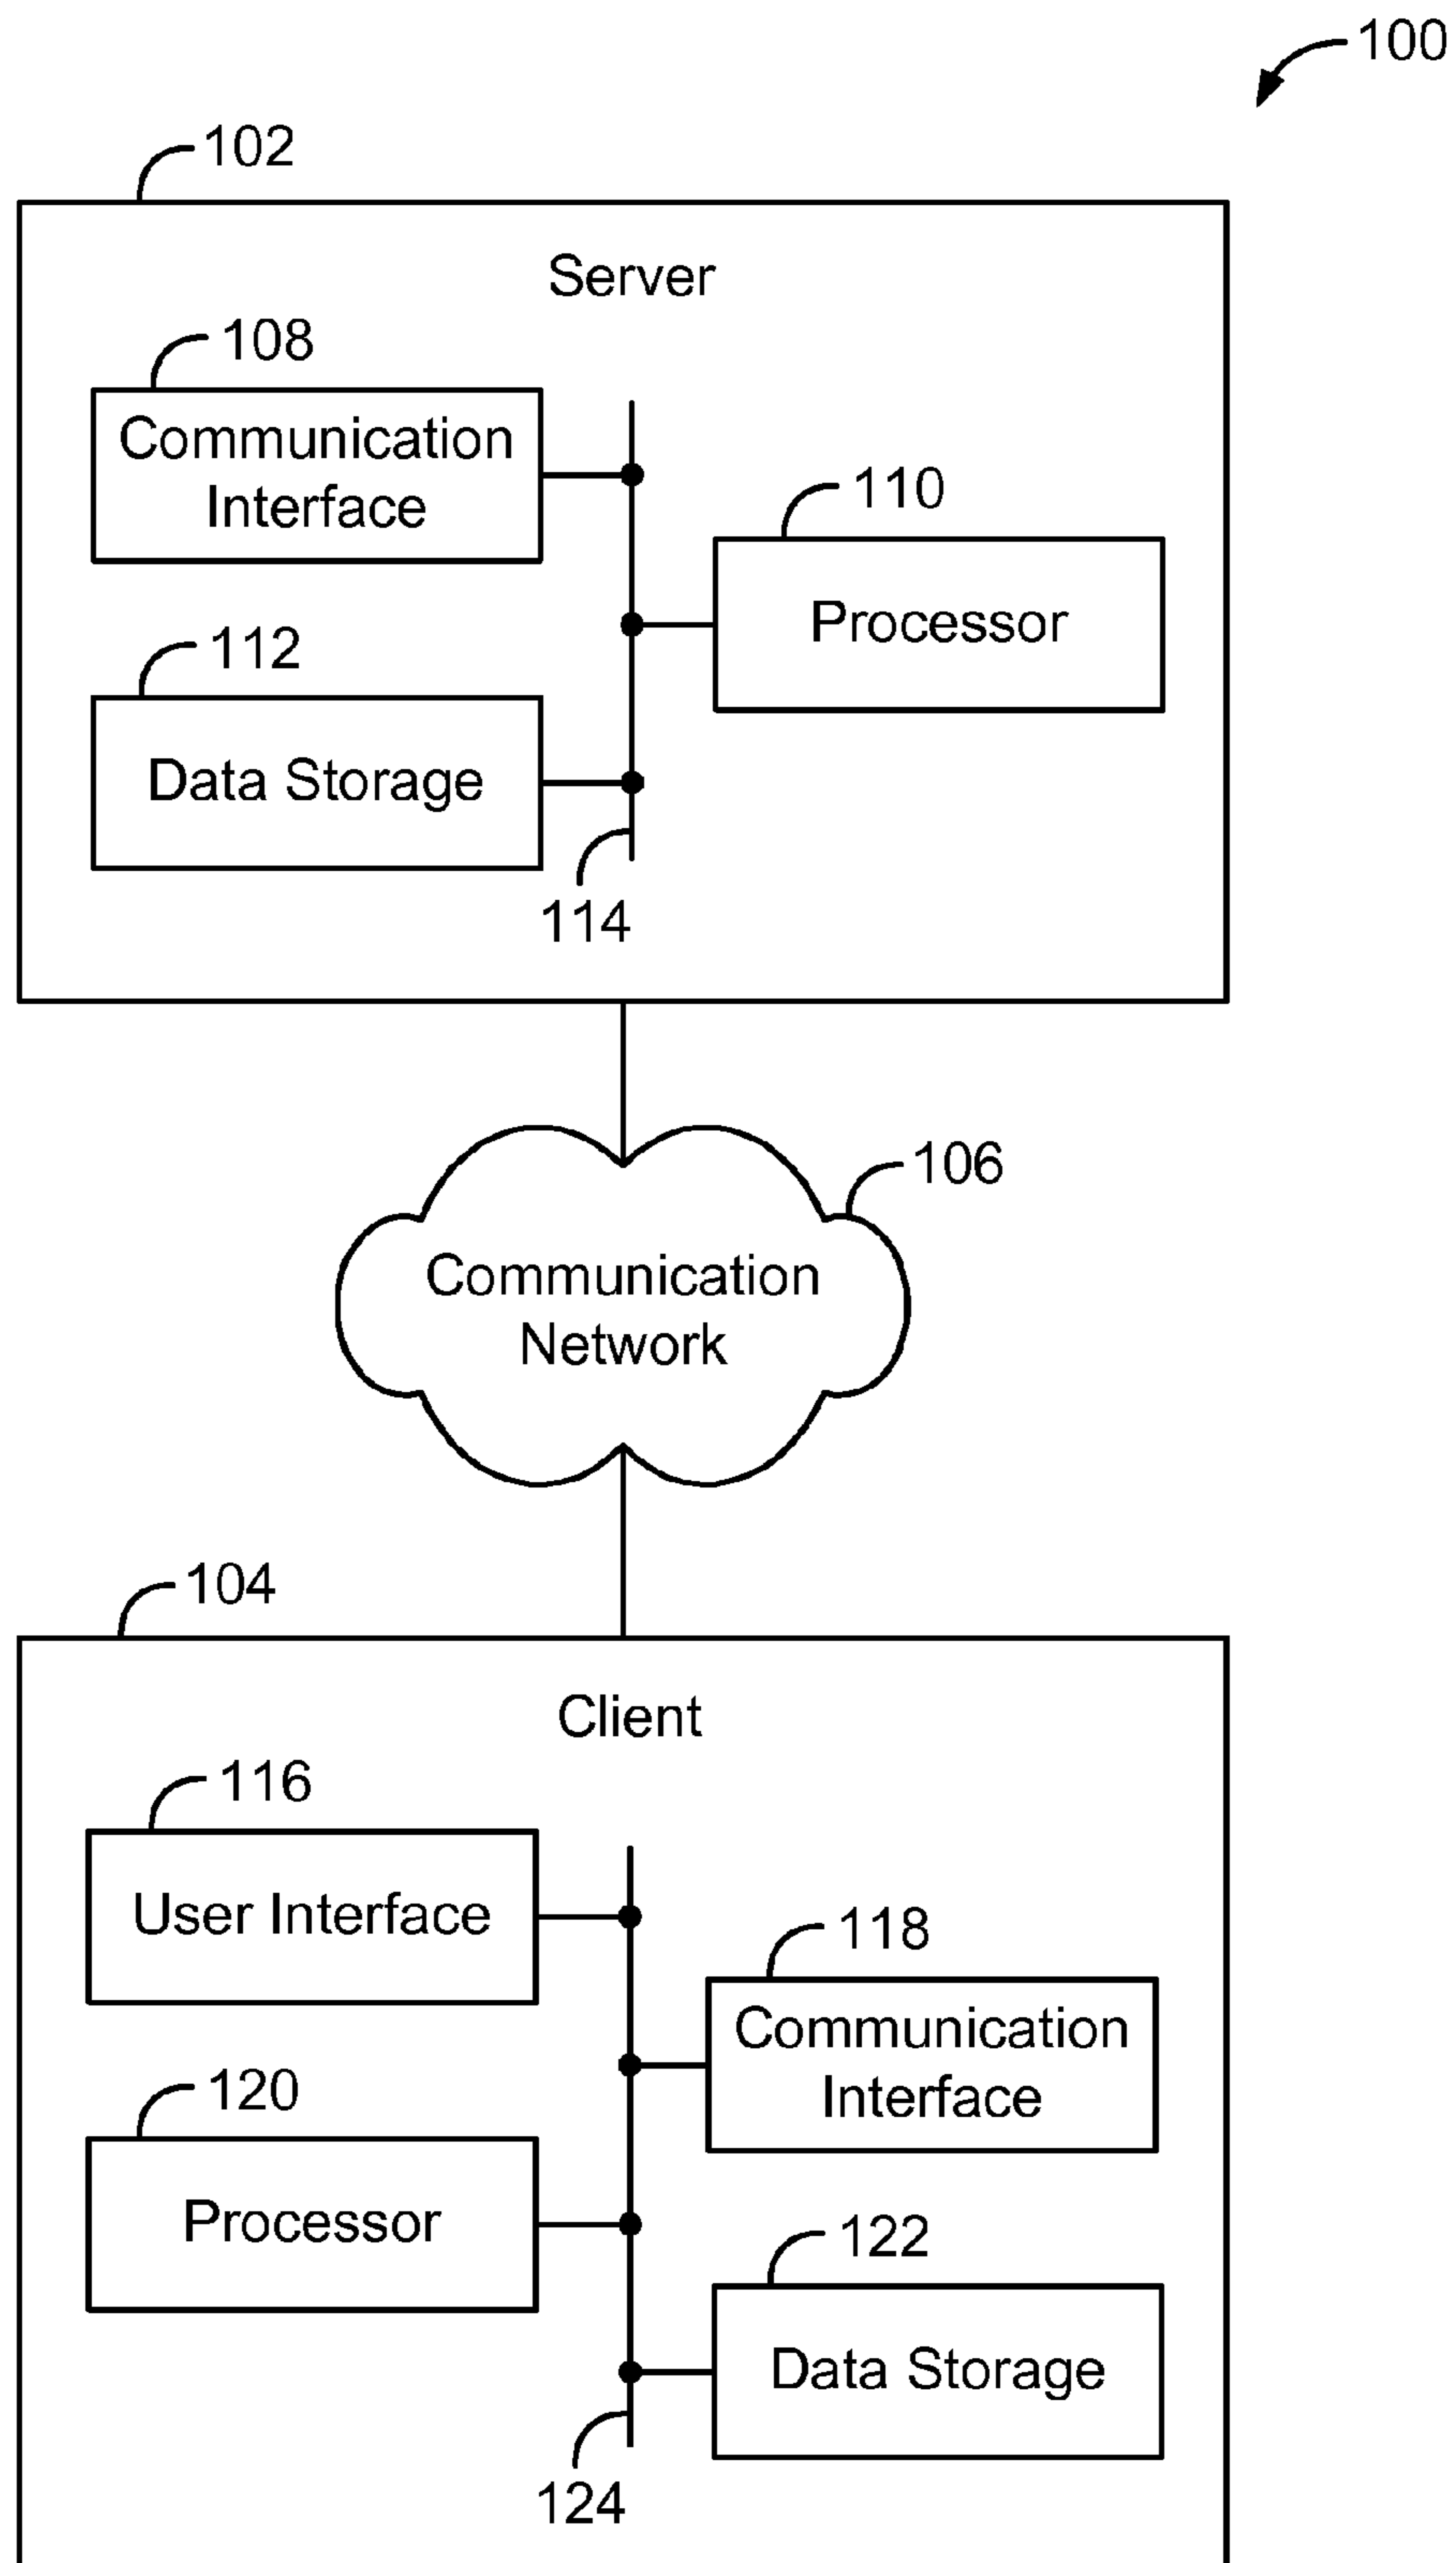 100
102
Server
108
Communication
Interface
110
Processor
112
Data Storage
114
106
Communication
Network
104
Client
116
User Interface
118
Communication
Interface
120
Processor
122
Data Storage
124